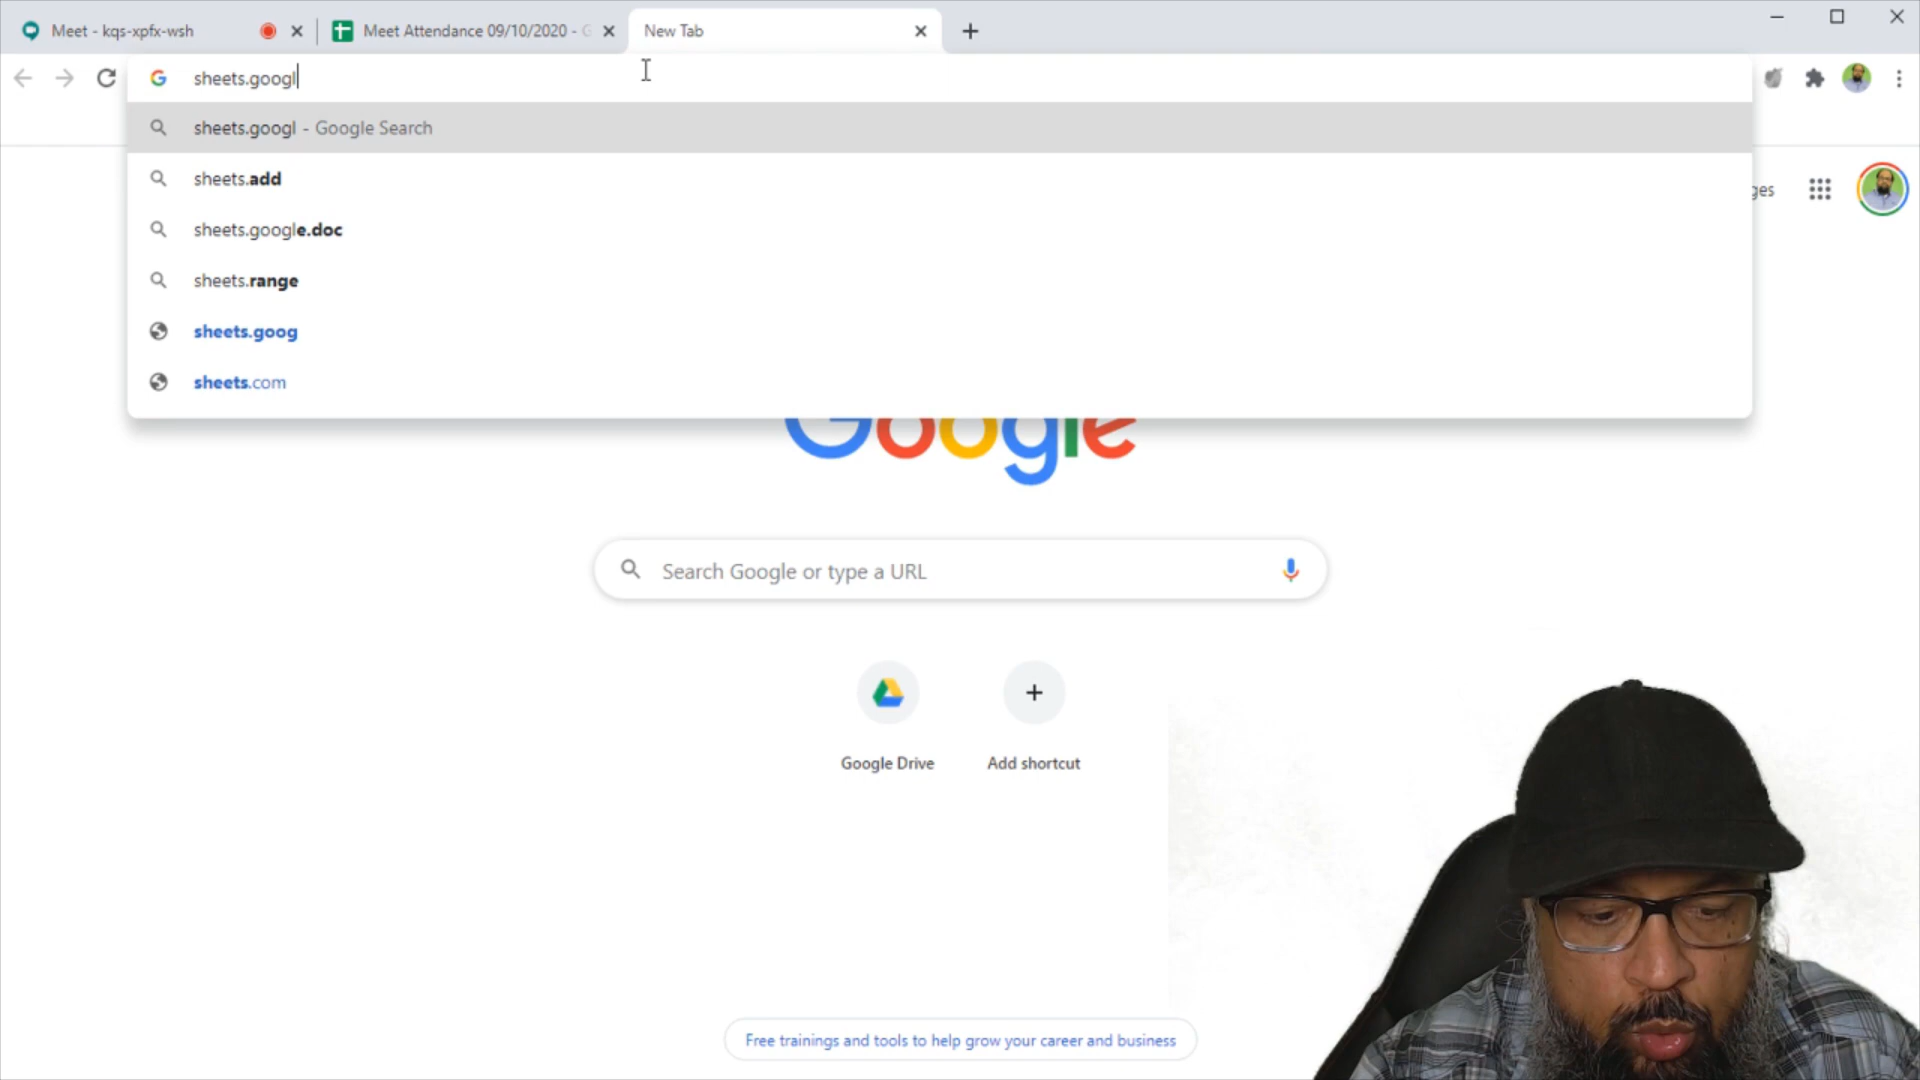 Meet - kqs-xpfx-wsh
Meet Attendance 09/10/2020 - G
New Tab
sheets.googl
sheets.googl - Google Search
sheets.add
sheets.google.doc
sheets.range
sheets.goog
sheets.com
ges
Google
Search Google or type a URL
Google Drive
Add shortcut
Free trainings and tools to help grow your career and business